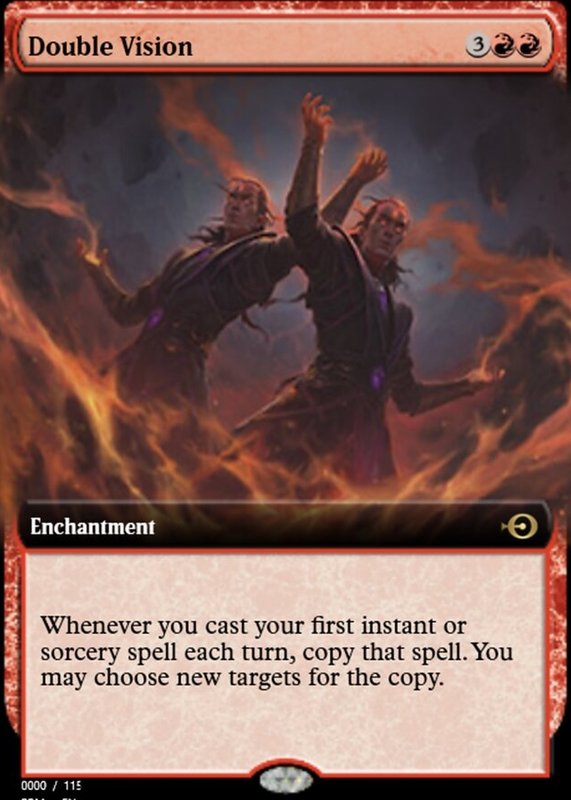 Double Vision
3
Enchantment
Whenever you cast your first instant or
sorcery spell each turn, copy that spell. You
may choose new targets for the copy.
0000 / 115